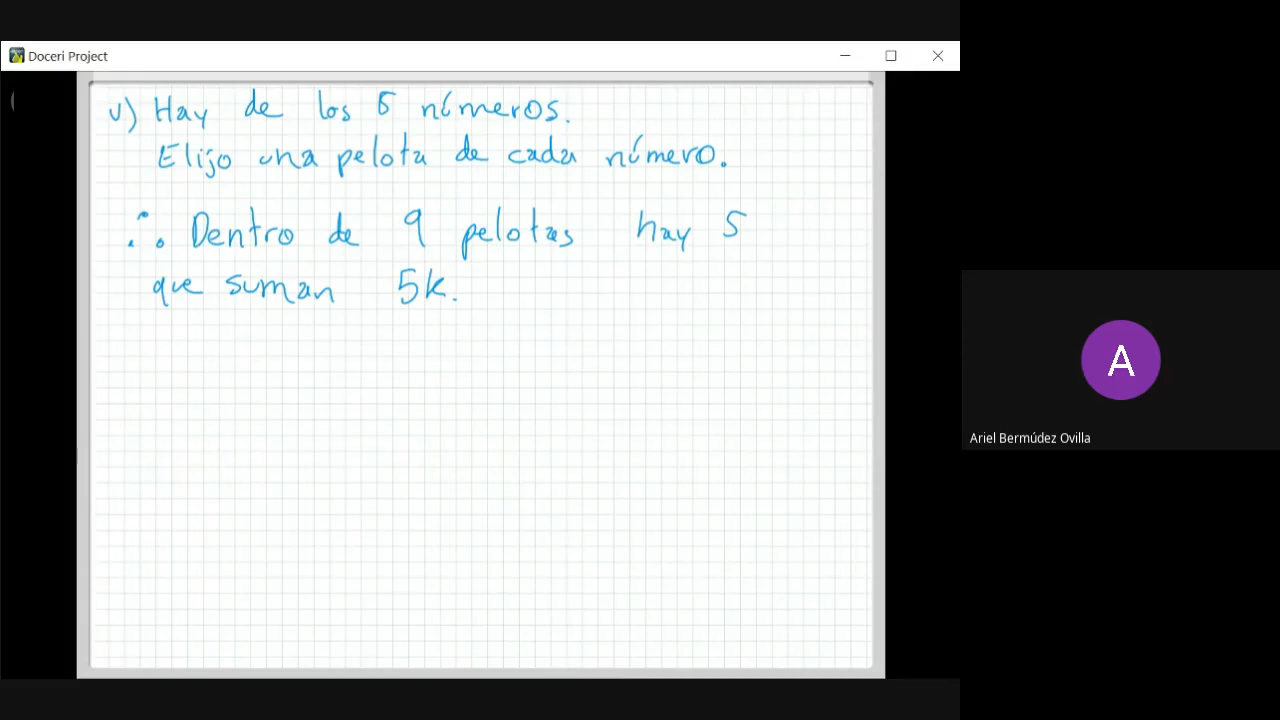 Doceri Project
v) Hay de los 5 números.
Elijo una pelota de cada número.
∴ Dentro de 9 pelotas hay 5
que suman 5k.
A
Ariel Bermúdez Ovilla